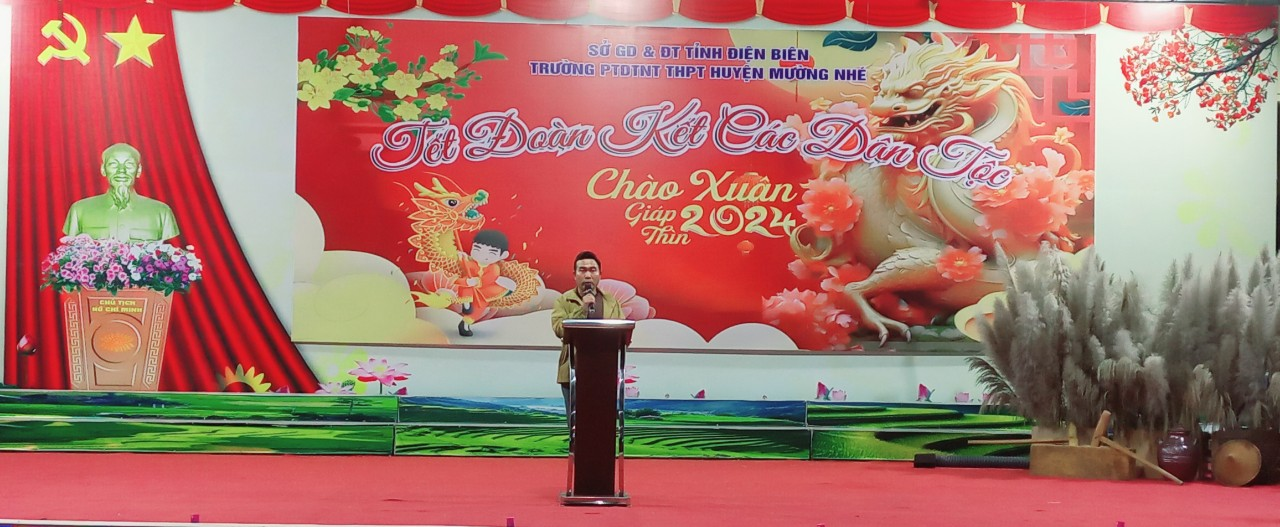 SỞ GD & ĐT TỈNH ĐIỆN BIÊN
TRƯỜNG PTDTNT THPT HUYỆN MƯỜNG NHÉ
Tết Đoàn Kết Các Dân Tộc
Chào Xuân
Giáp Thìn 2024
CHỦ TỊCH
HỒ CHÍ MINH